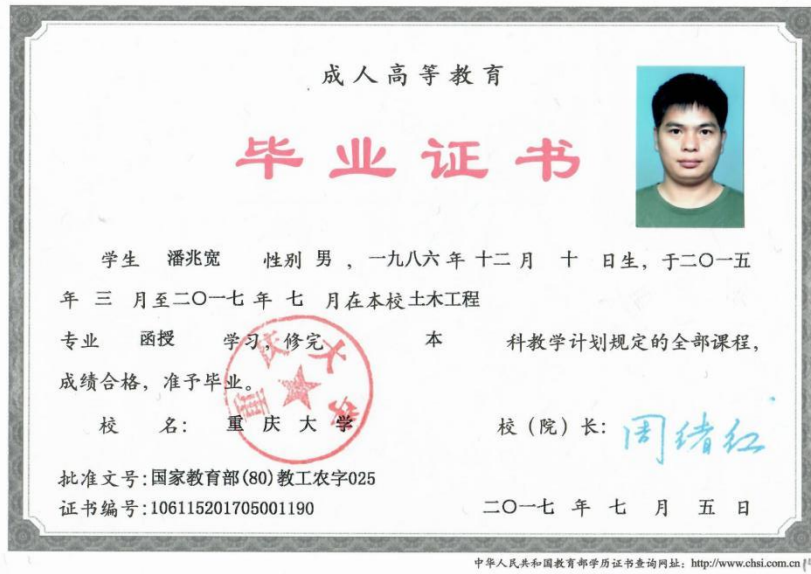 成人高等教育
毕业证书
学生 潘兆宽 性别 男 ，一九八六 年 十二 月 十 日生，于二〇一五
年 三 月至二〇一七 年 七 月在本校 土木工程
专业 函授 学习，修完 本 科教学计划规定的全部课程，
成绩合格，准予毕业。
重庆大学
校 名： 重庆大学 校（院）长： 周绪红
批准文号：国家教育部(80)教工农字025
证书编号：106115201705001190 二〇一七 年 七 月 五 日
中华人民共和国教育部学历证书查询网址：http://www.chsi.com.cn